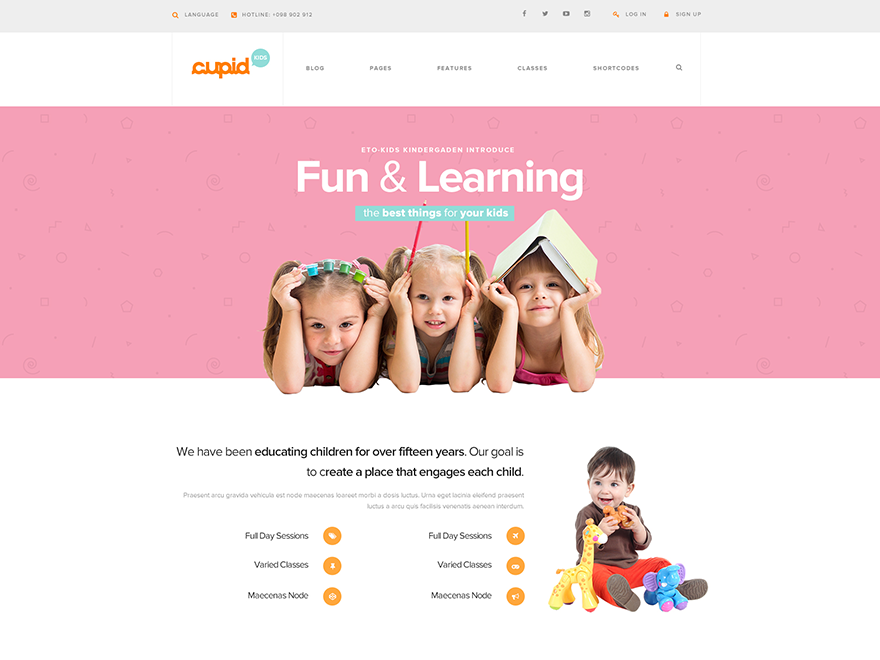 LANGUAGE
HOTLINE: +098 902 912
LOG IN
SIGN UP
cupid
KIDS
BLOG
PAGES
FEATURES
CLASSES
SHORTCODES
ETO-KIDS KINDERGADEN INTRODUCE
Fun & Learning
the best things for your kids
We have been educating children for over fifteen years. Our goal is
to create a place that engages each child.
Praesent arcu gravida vehicula est node maecenas loareet morbi a dosis luctus. Urna eget lacinia eleifend praesent
luctus a arcu quis facilisis venenatis aenean interdum.
Full Day Sessions
Full Day Sessions
Varied Classes
Varied Classes
Maecenas Node
Maecenas Node